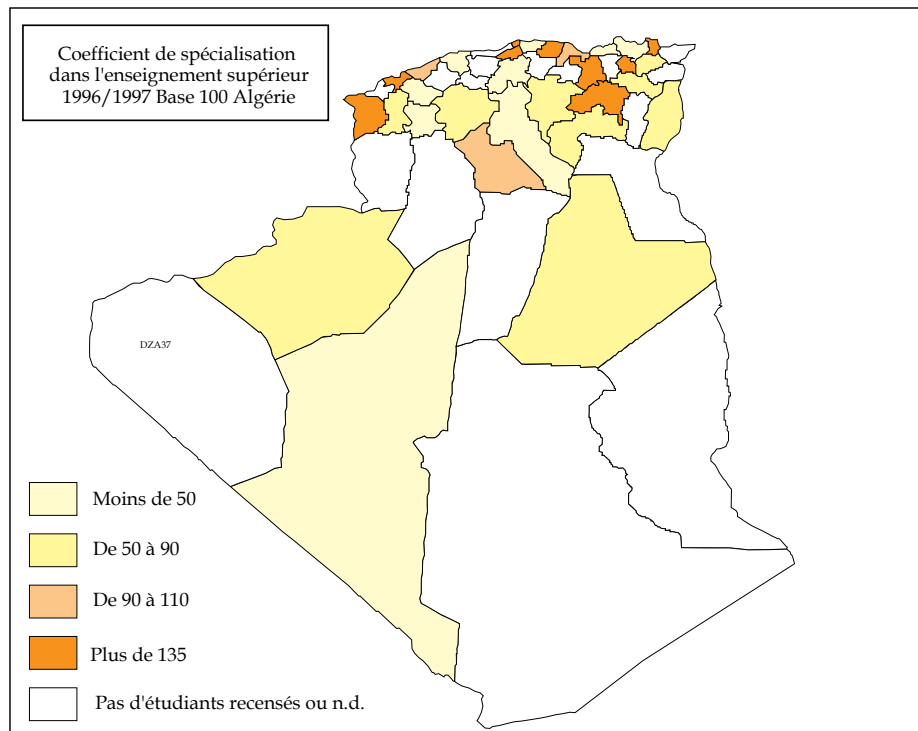 Coefficient de spécialisation
dans l'enseignement supérieur
1996/1997 Base 100 Algérie
DZA37
Moins de 50
De 50 à 90
De 90 à 110
Plus de 135
Pas d'étudiants recensés ou n.d.